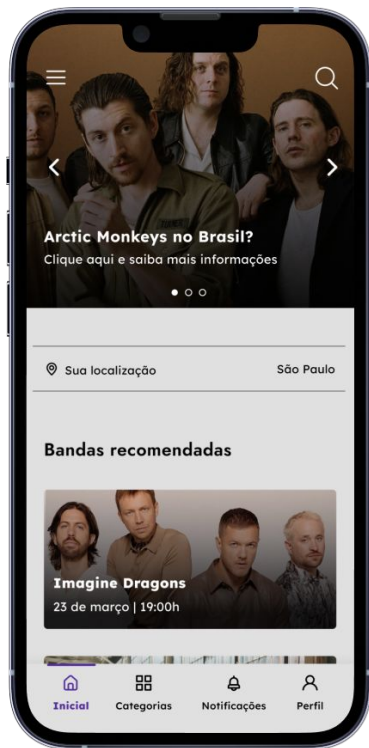 Arctic Monkeys no Brasil?
Clique aqui e saiba mais informações
Sua localização
São Paulo
Bandas recomendadas
Imagine Dragons
23 de março | 19:00h
Inicial
Categorias
Notificações
Perfil